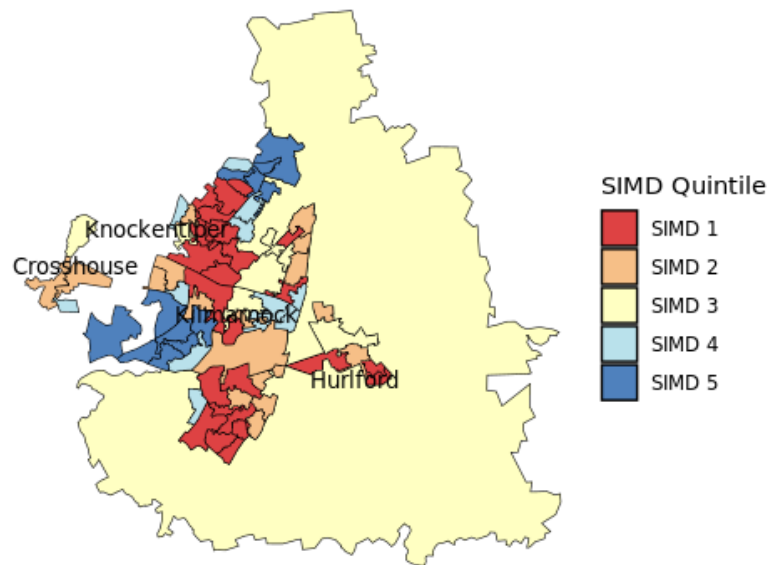 SIMD Quintile
SIMD 1
SIMD 2
SIMD 3
SIMD 4
SIMD 5
Knockentiber
Crosshouse
Kilmarnock
Hurlford